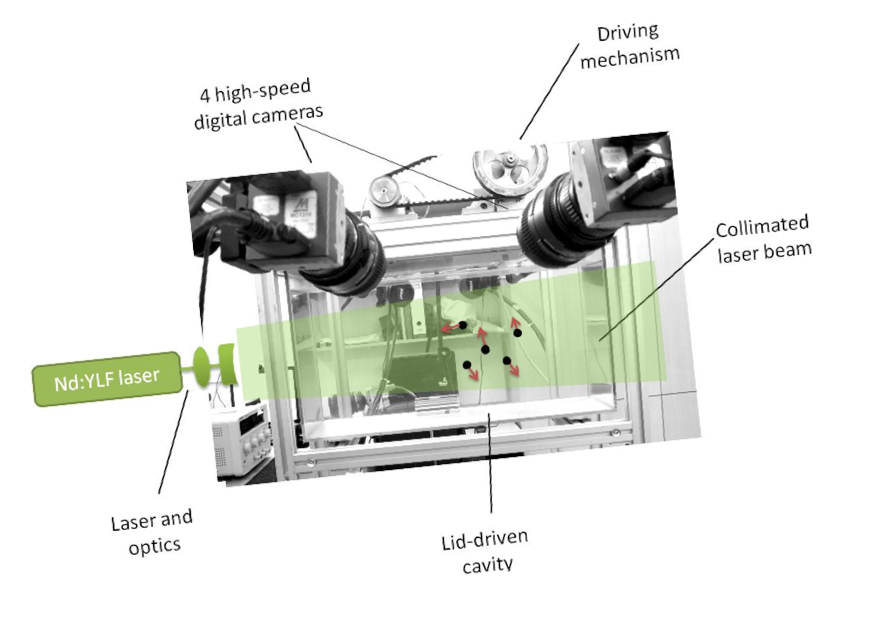 Driving
mechanism
4 high-speed
digital cameras
Collimated
laser beam
Nd:YLF laser
Laser and
optics
Lid-driven
cavity